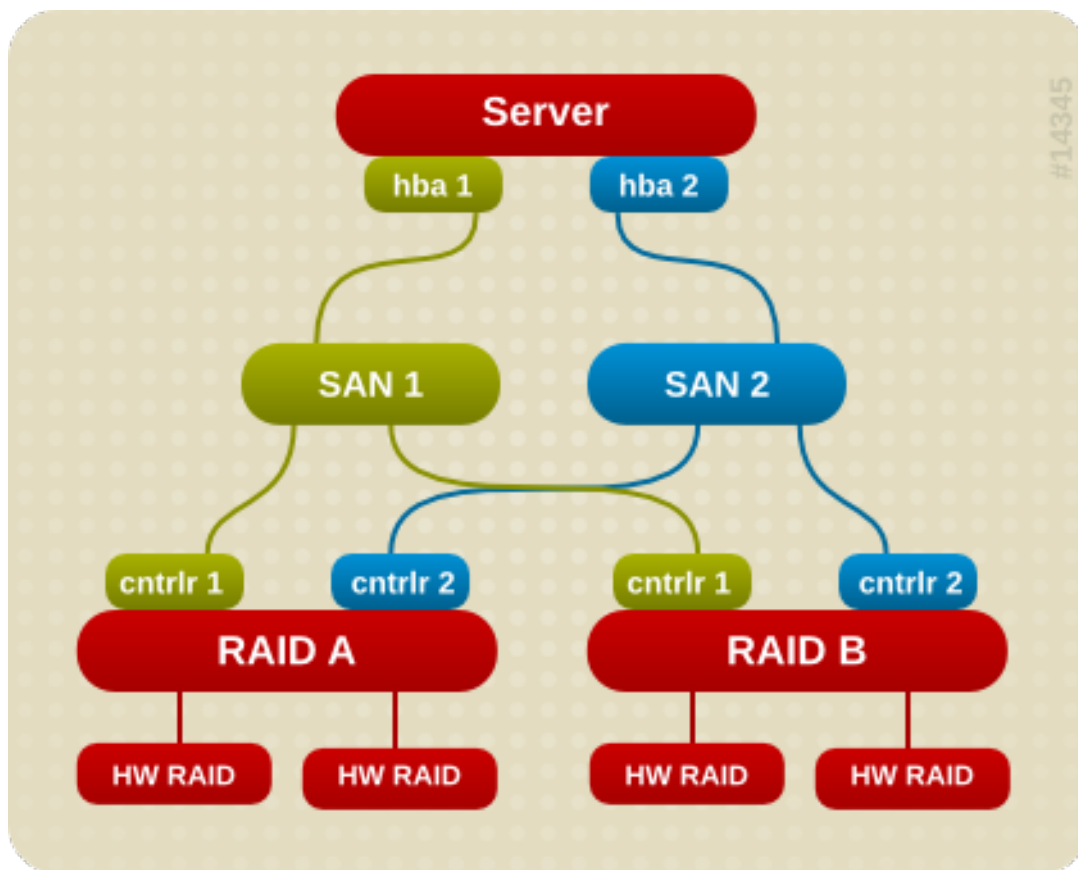 #14345
Server
hba 1
hba 2
SAN 1
SAN 2
cntrlr 1
cntrlr 2
cntrlr 1
cntrlr 2
RAID A
RAID B
HW RAID
HW RAID
HW RAID
HW RAID